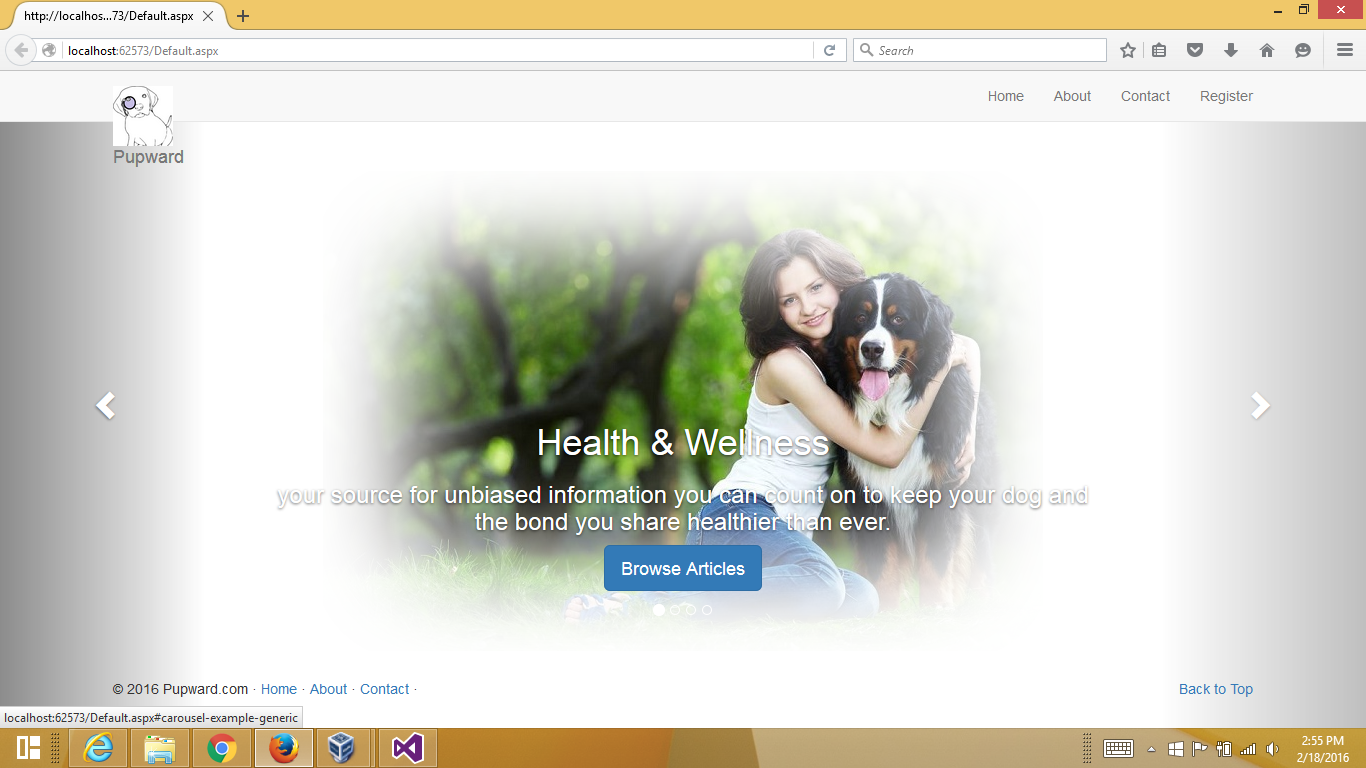 http://localhos...73/Default.aspx
localhost:62573/Default.aspx
Search
Home About Contact Register
Pupward
Health & Wellness
your source for unbiased information you can count on to keep your dog and
the bond you share healthier than ever.
Browse Articles
© 2016 Pupward.com · Home · About · Contact ·
Back to Top
localhost:62573/Default.aspx#carousel-example-generic
2:55 PM
2/18/2016